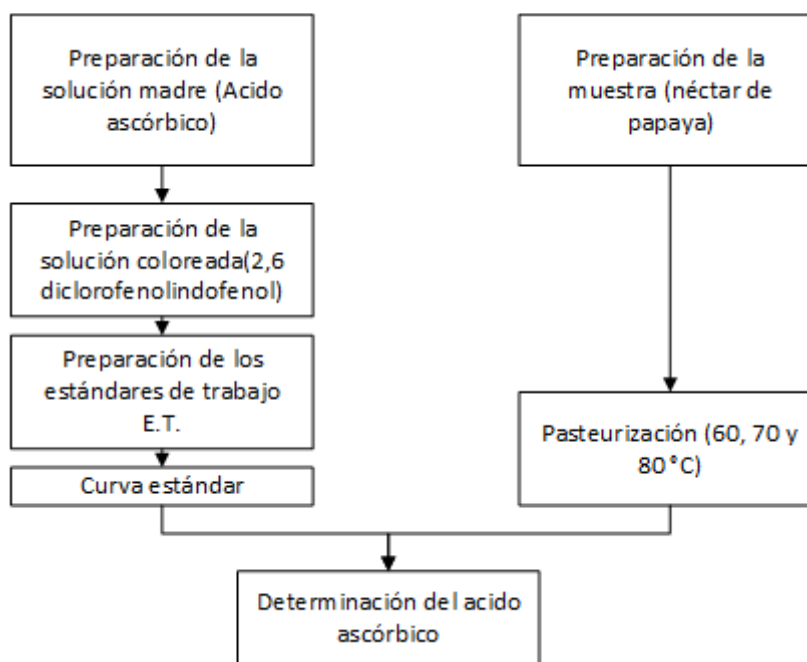 Preparación de la
solución madre (Acido
ascórbico)
Preparación de la
solución coloreada(2,6
diclorofenolindofenol)
Preparación de los
estándares de trabajo
E.T.
Curva estándar
Preparación de la
muestra (néctar de
papaya)
Pasteurización (60, 70 y
80°C)
Determinación del acido
ascórbico